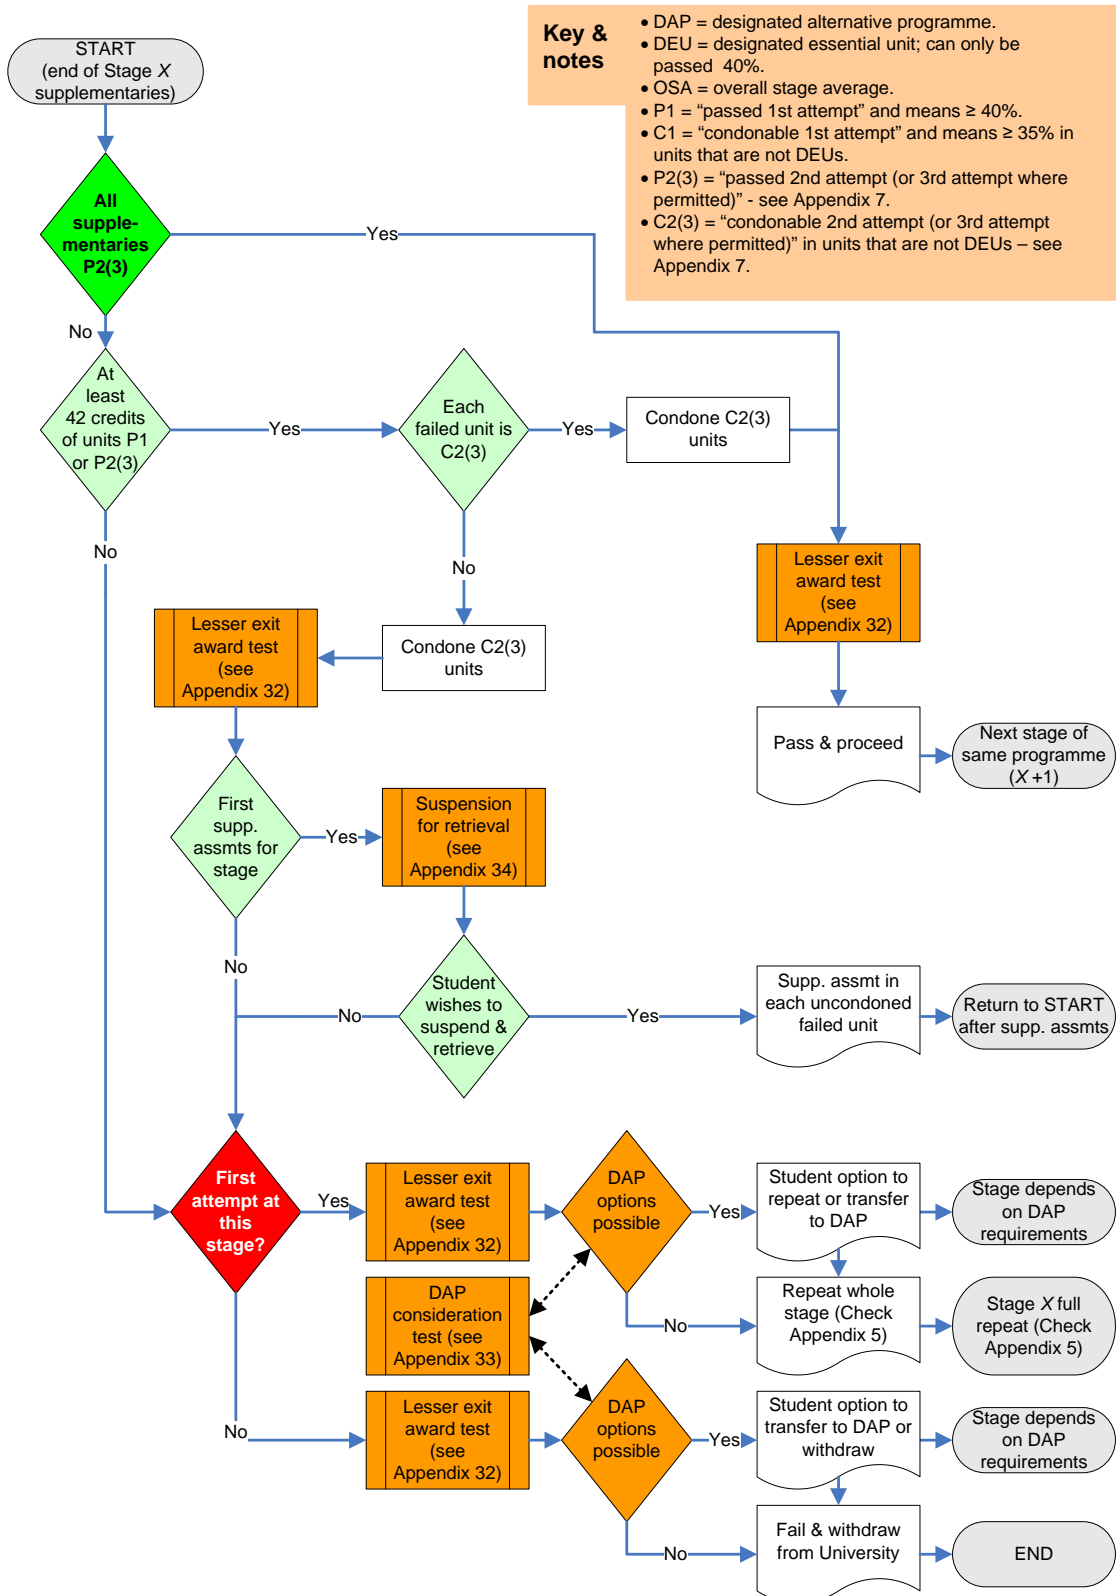 Key &
notes
• DAP = designated alternative programme.
• DEU = designated essential unit; can only be
passed 40%.
• OSA = overall stage average.
• P1 = “passed 1st attempt” and means ≥ 40%.
• C1 = “condonable 1st attempt” and means ≥ 35% in
units that are not DEUs.
• P2(3) = “passed 2nd attempt (or 3rd attempt where
permitted)” - see Appendix 7.
• C2(3) = “condonable 2nd attempt (or 3rd attempt
where permitted)” in units that are not DEUs – see
Appendix 7.
START
(end of Stage X
supplementaries)
All
supple-
mentaries
P2(3)
Yes
No
At
least
42 credits
of units P1
or P2(3)
Yes
Each
failed unit is
C2(3)
Yes
Condone C2(3)
units
No
No
Lesser exit
award test
(see
Appendix 32)
Lesser exit
award test
(see
Appendix 32)
Condone C2(3)
units
Pass & proceed
Next stage of
same programme
(X +1)
First
supp.
assmts for
stage
Yes
Suspension
for retrieval
(see
Appendix 34)
No
Student
wishes to
suspend &
retrieve
No
Yes
Supp. assmt in
each uncondoned
failed unit
Return to START
after supp. assmts
First
attempt at
this
stage?
Yes
Lesser exit
award test
(see
Appendix 32)
DAP
options
possible
Yes
Student option to
repeat or transfer
to DAP
Stage depends
on DAP
requirements
DAP
consideration
test (see
Appendix 33)
No
Repeat whole
stage (Check
Appendix 5)
Stage X full
repeat (Check
Appendix 5)
No
Lesser exit
award test
(see
Appendix 32)
DAP
options
possible
Yes
Student option to
transfer to DAP or
withdraw
Stage depends
on DAP
requirements
No
Fail & withdraw
from University
END